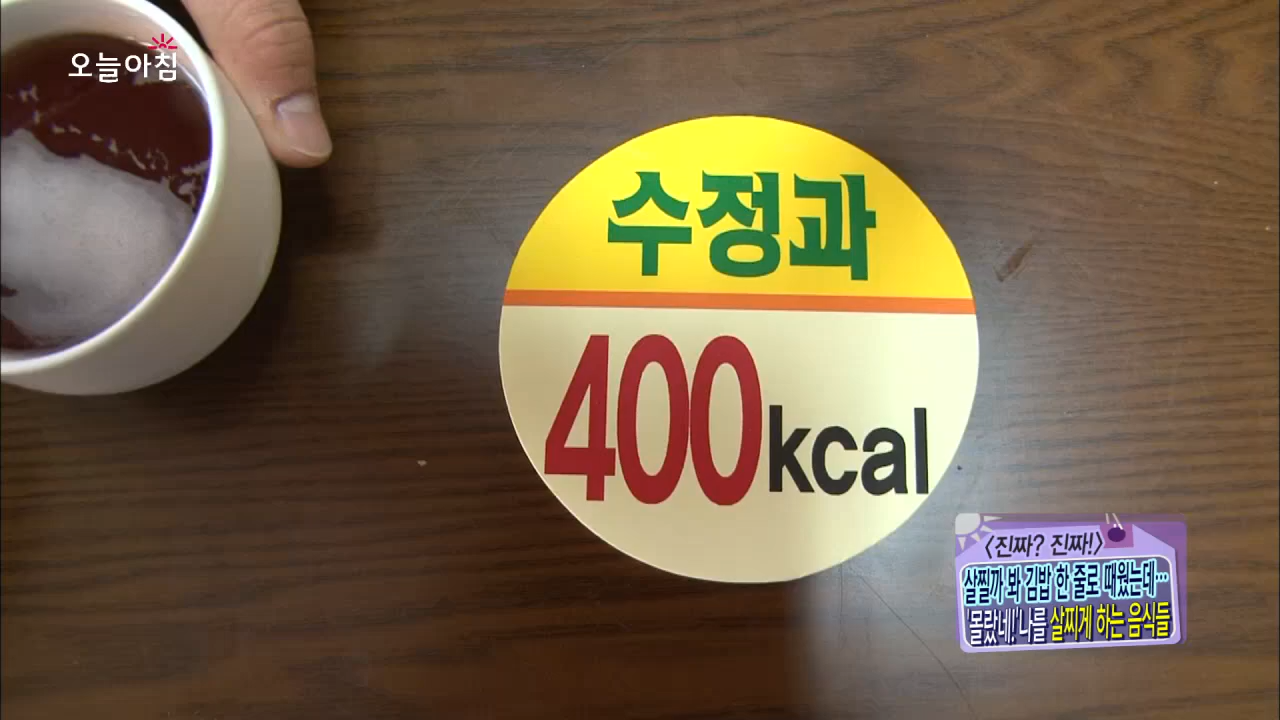 오늘아침
수정과
400kcal
<진짜? 진짜!>
살찔까 봐 김밥 한 줄로 때웠는데…
'몰랐네!' 나를 살찌게 하는 음식들